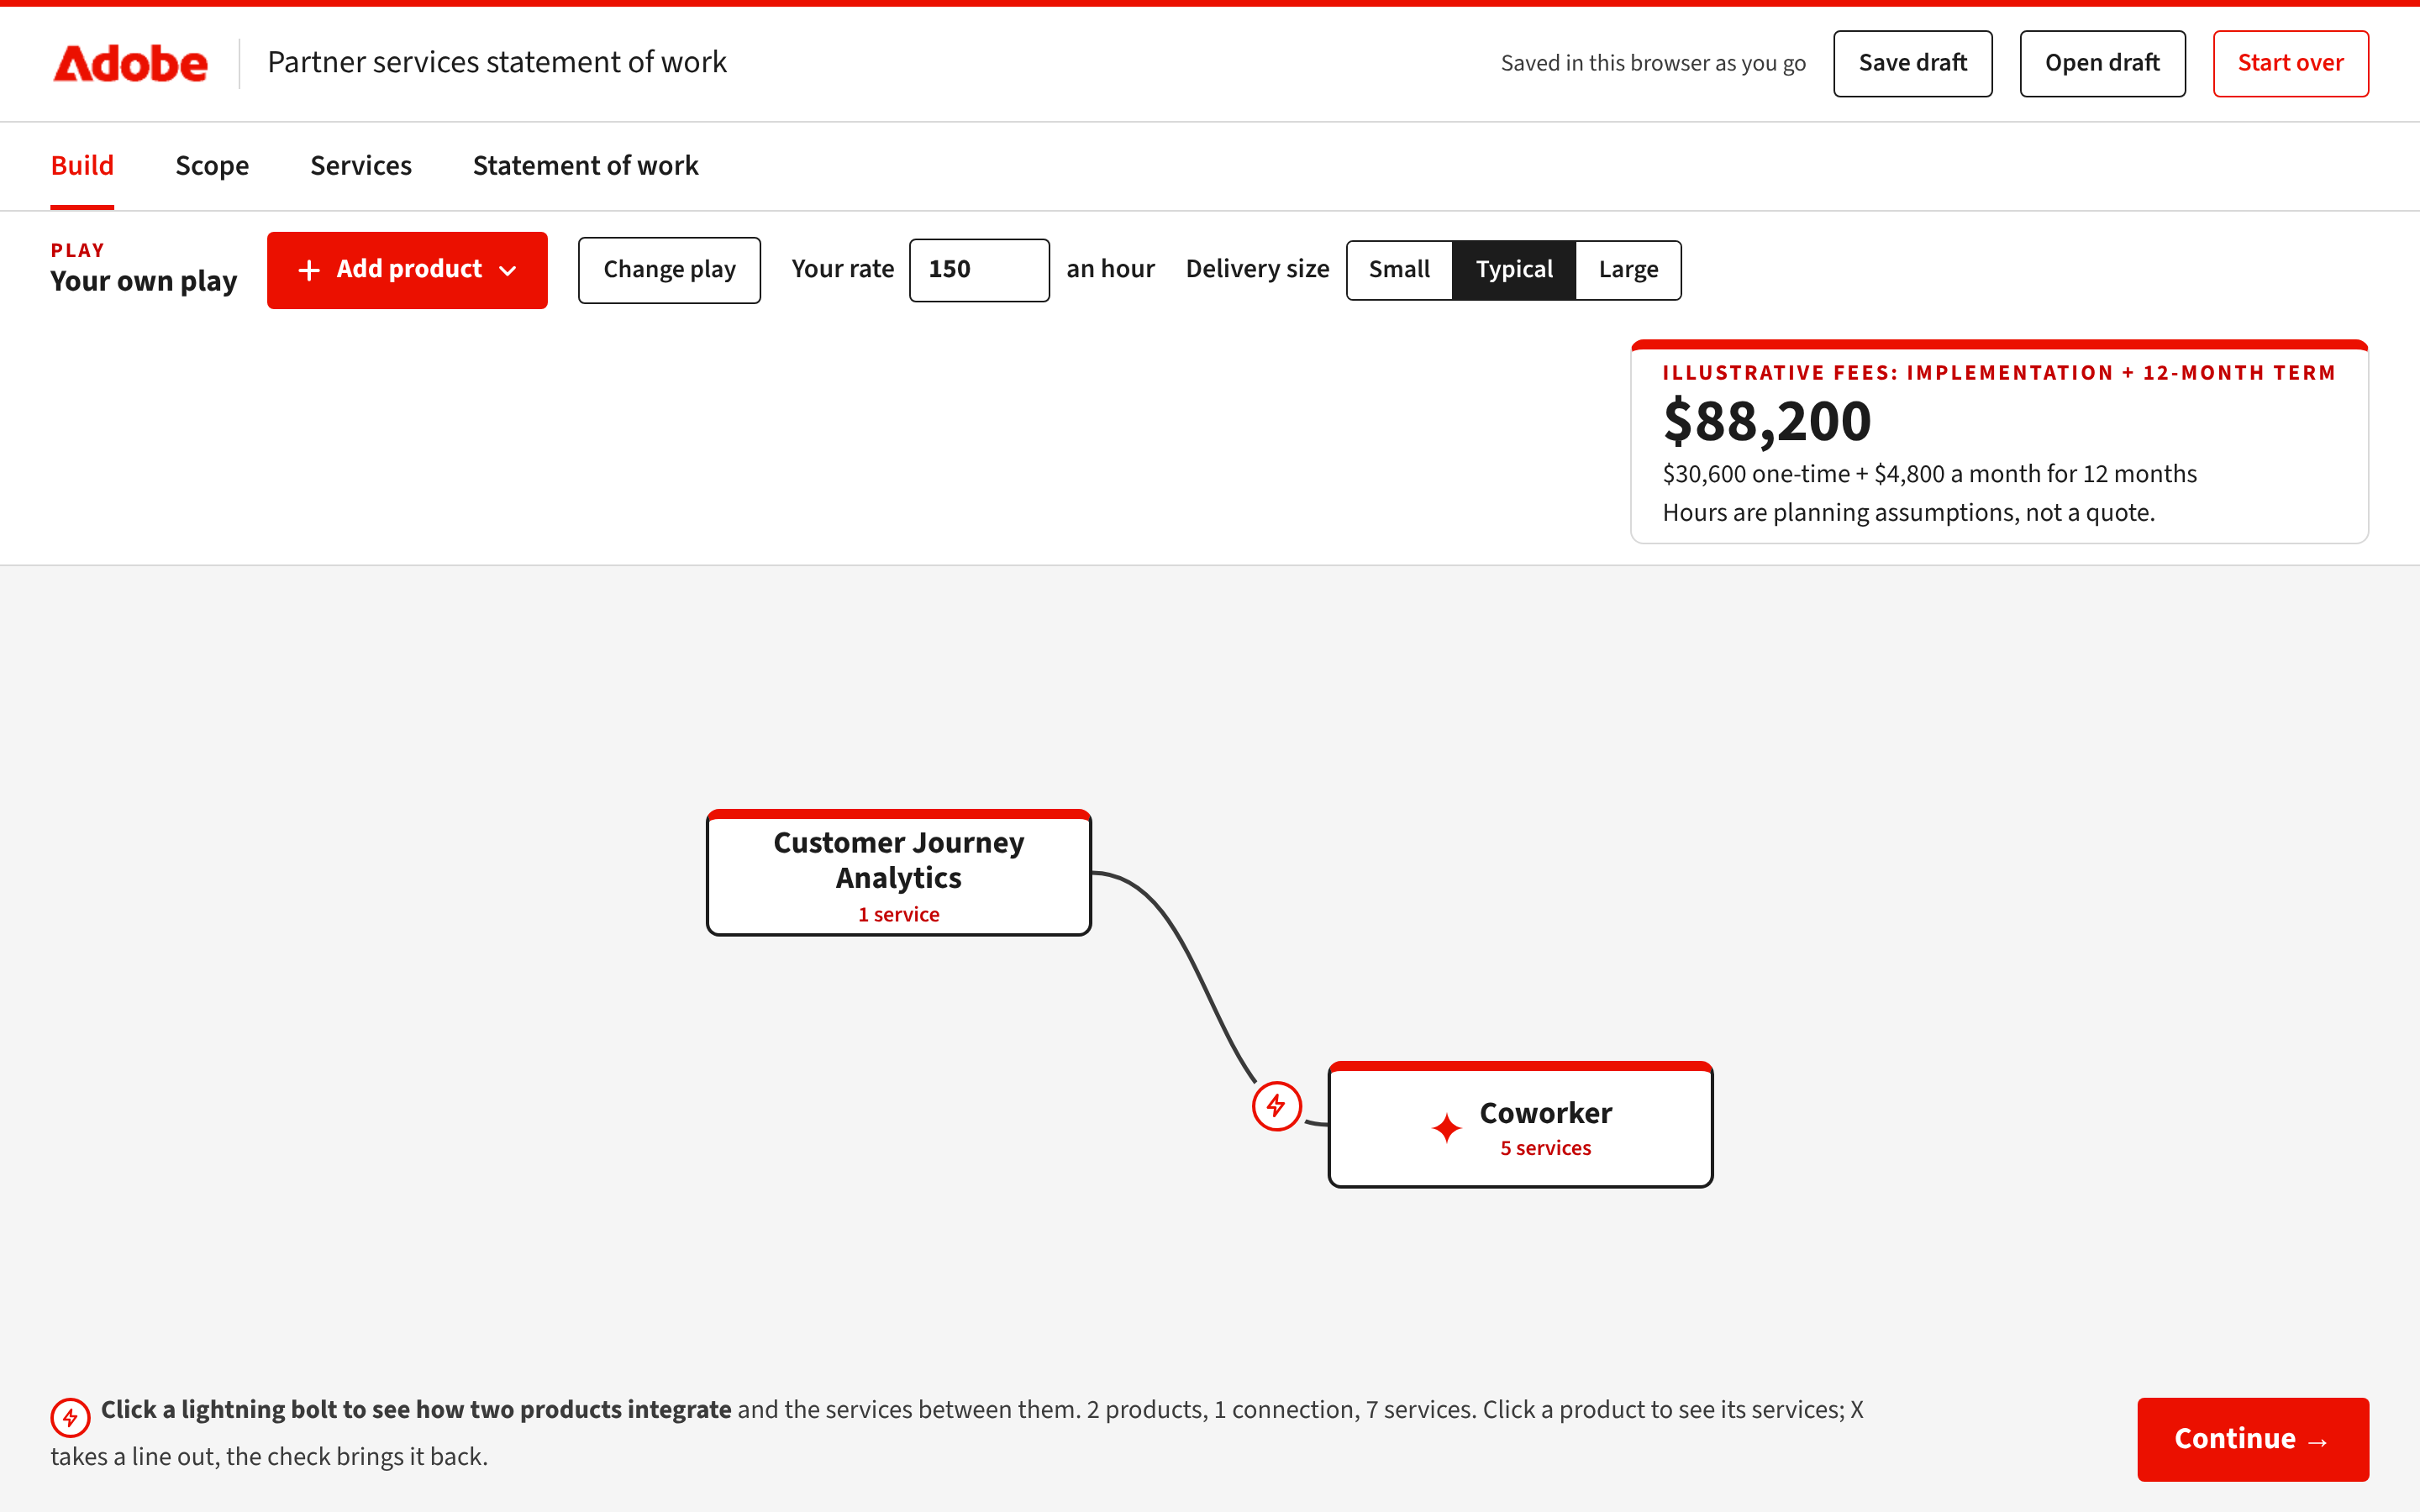 Adobe
Partner services statement of work
Saved in this browser as you go
Save draft
Open draft
Start over
Build
Scope
Services
Statement of work
PLAY
Your own play
+ Add product
Change play
Your rate
150
an hour
Delivery size
Small
Typical
Large
ILLUSTRATIVE FEES: IMPLEMENTATION + 12-MONTH TERM
$88,200
$30,600 one-time + $4,800 a month for 12 months
Hours are planning assumptions, not a quote.
Customer Journey
Analytics
1 service
Coworker
5 services
Click a lightning bolt to see how two products integrate and the services between them. 2 products, 1 connection, 7 services. Click a product to see its services; X
takes a line out, the check brings it back.
Continue →